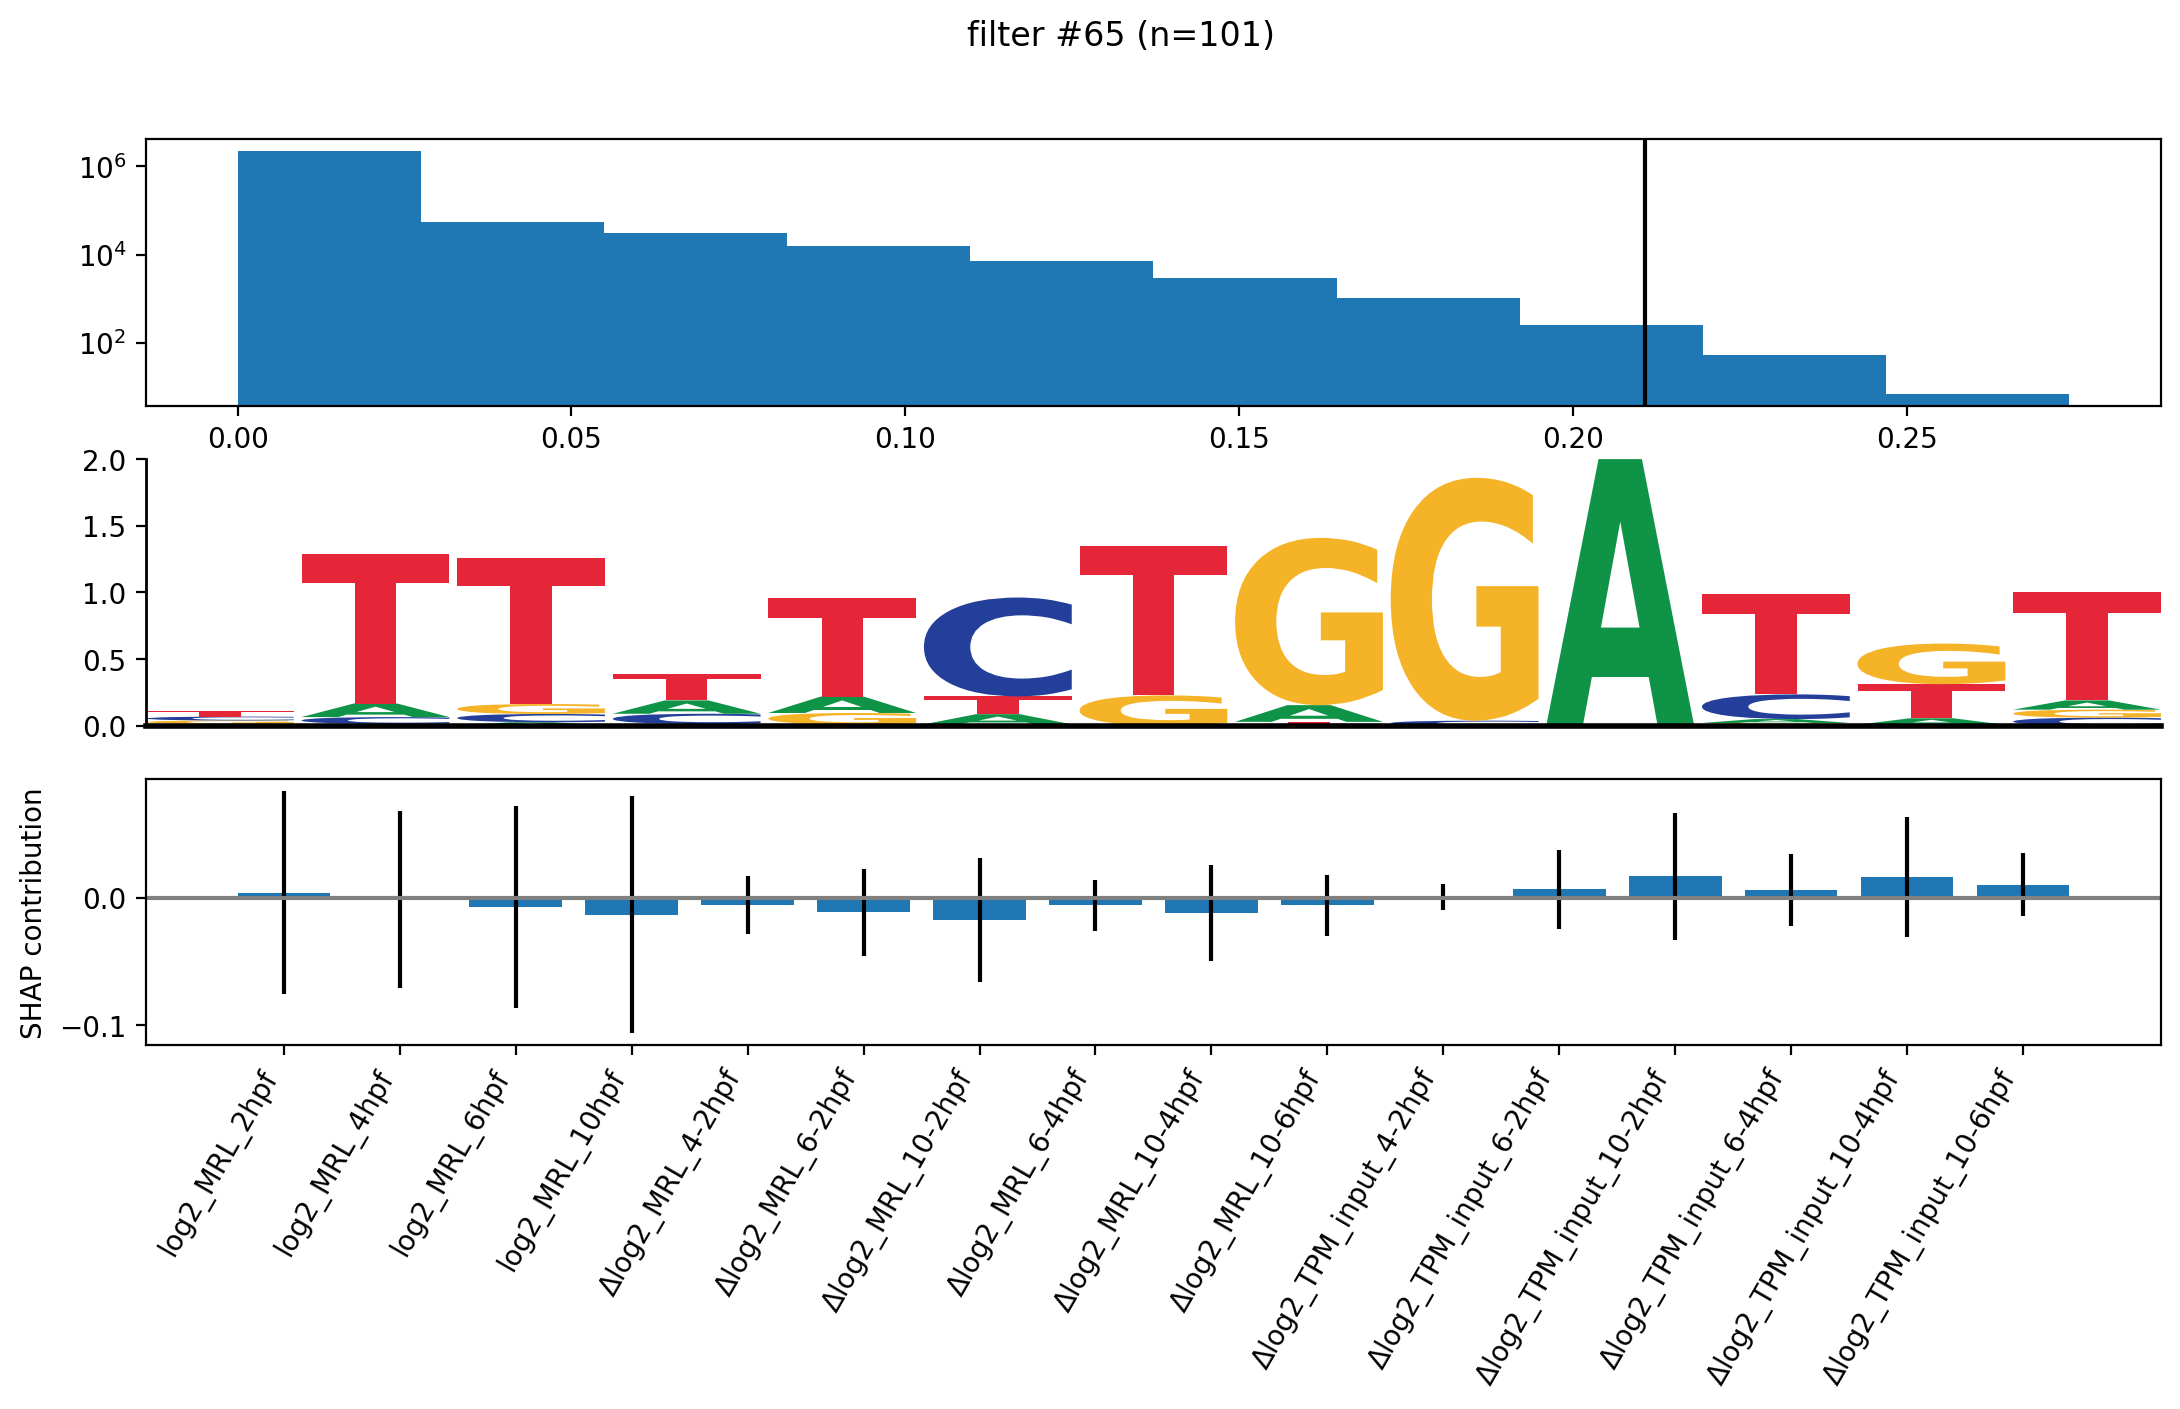 filter #65 (n=101)
10^6
10^4
10^2
0.00 0.05 0.10 0.15 0.20 0.25
2.0
1.5
1.0
0.5
0.0
T T T T T C T G G A T G T
SHAP contribution
0.0
−0.1
log2_MRL_2hpf
log2_MRL_4hpf
log2_MRL_6hpf
log2_MRL_10hpf
Δlog2_MRL_4-2hpf
Δlog2_MRL_6-2hpf
Δlog2_MRL_10-2hpf
Δlog2_MRL_6-4hpf
Δlog2_MRL_10-4hpf
Δlog2_MRL_10-6hpf
Δlog2_TPM_input_4-2hpf
Δlog2_TPM_input_6-2hpf
Δlog2_TPM_input_10-2hpf
Δlog2_TPM_input_6-4hpf
Δlog2_TPM_input_10-4hpf
Δlog2_TPM_input_10-6hpf